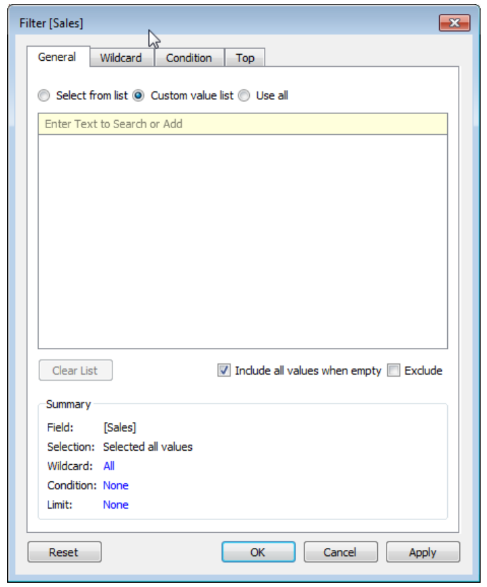 Filter [Sales]
General Wildcard Condition Top
Select from list Custom value list Use all
Enter Text to Search or Add
Clear List Include all values when empty Exclude
Summary
Field: [Sales]
Selection: Selected all values
Wildcard: All
Condition: None
Limit: None
Reset OK Cancel Apply